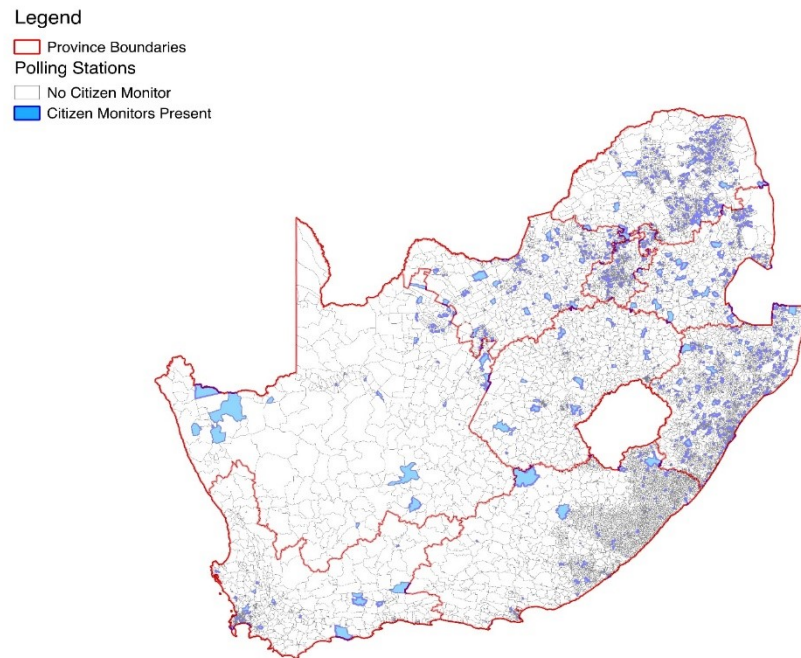 Legend
Province Boundaries
Polling Stations
No Citizen Monitor
Citizen Monitors Present